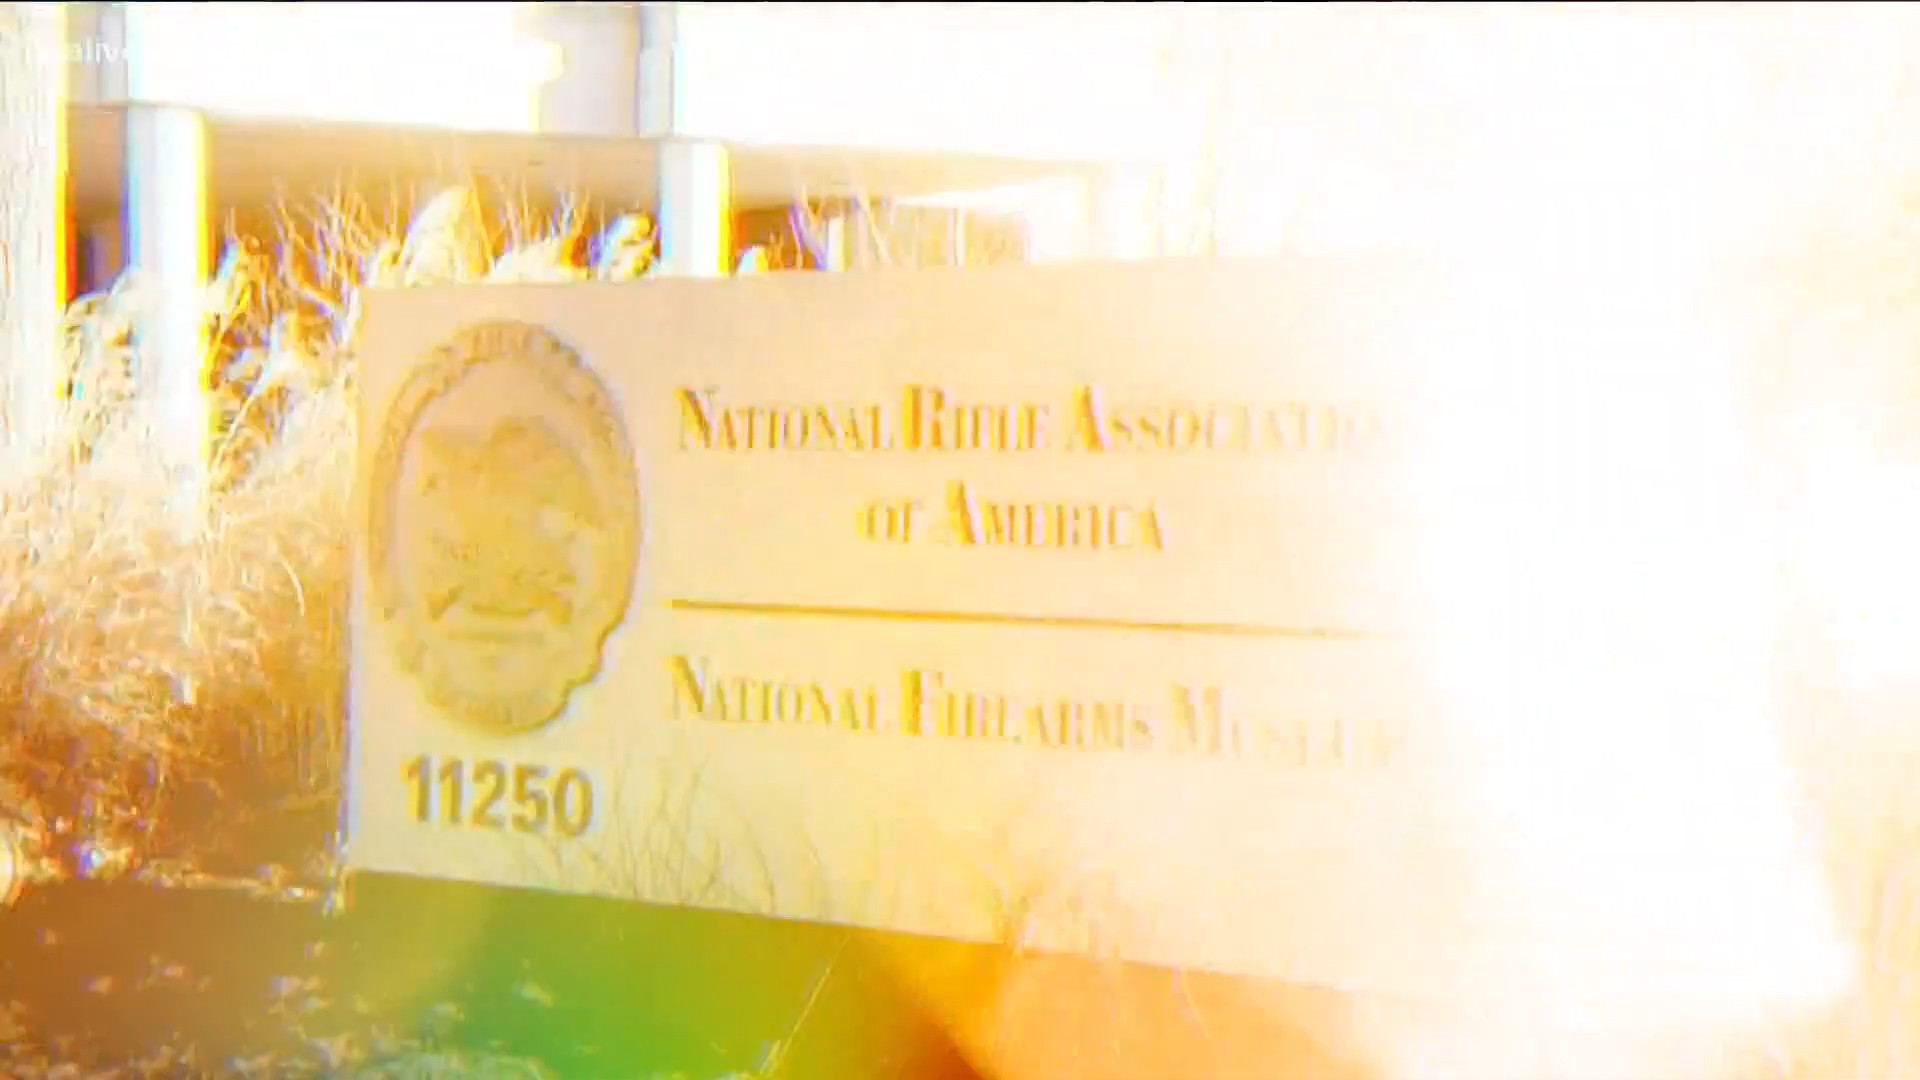 National Rifle Association
of America
National Firearms Museum
11250